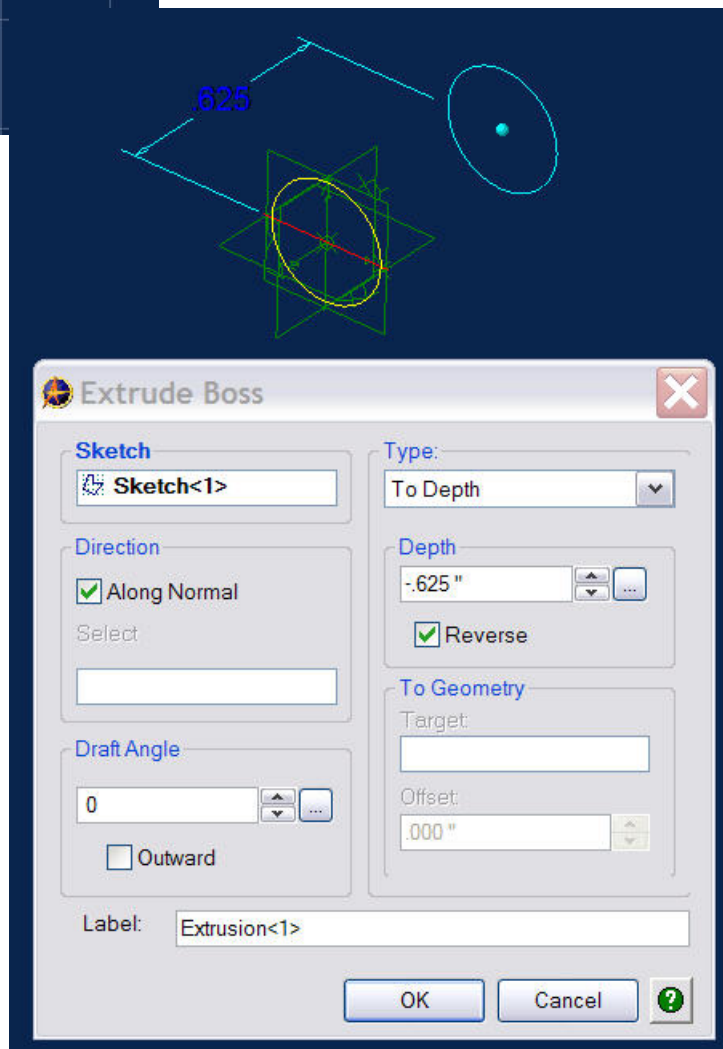 .625
XY
Extrude Boss
Sketch
Sketch<1>
Type:
To Depth
Direction
Along Normal
Select
Depth
-.625 "
...
Reverse
To Geometry
Target:
Offset:
.000 "
Draft Angle
0
...
Outward
Label:
Extrusion<1>
OK
Cancel
?